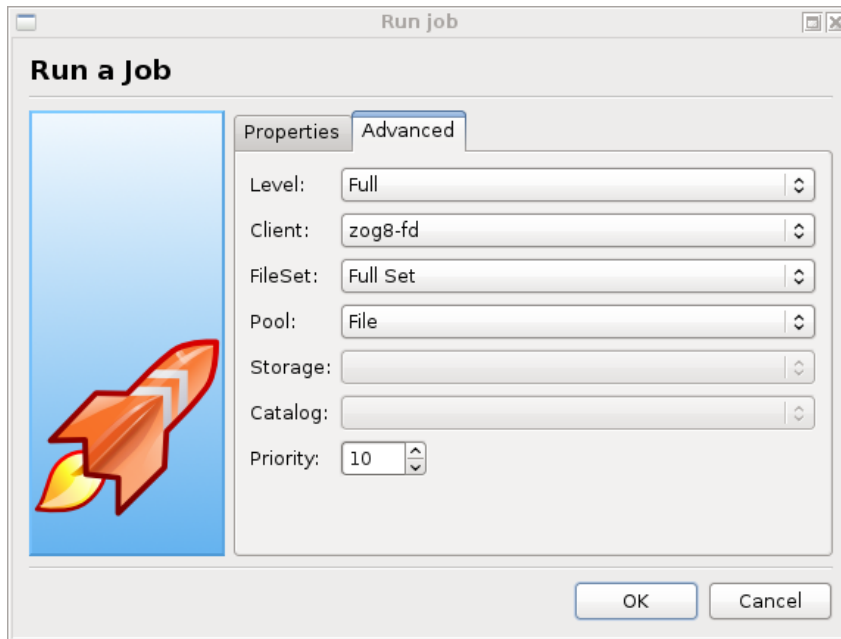 Run job
Run a Job
Properties Advanced
Level: Full
Client: zog8-fd
FileSet: Full Set
Pool: File
Storage:
Catalog:
Priority: 10
OK Cancel